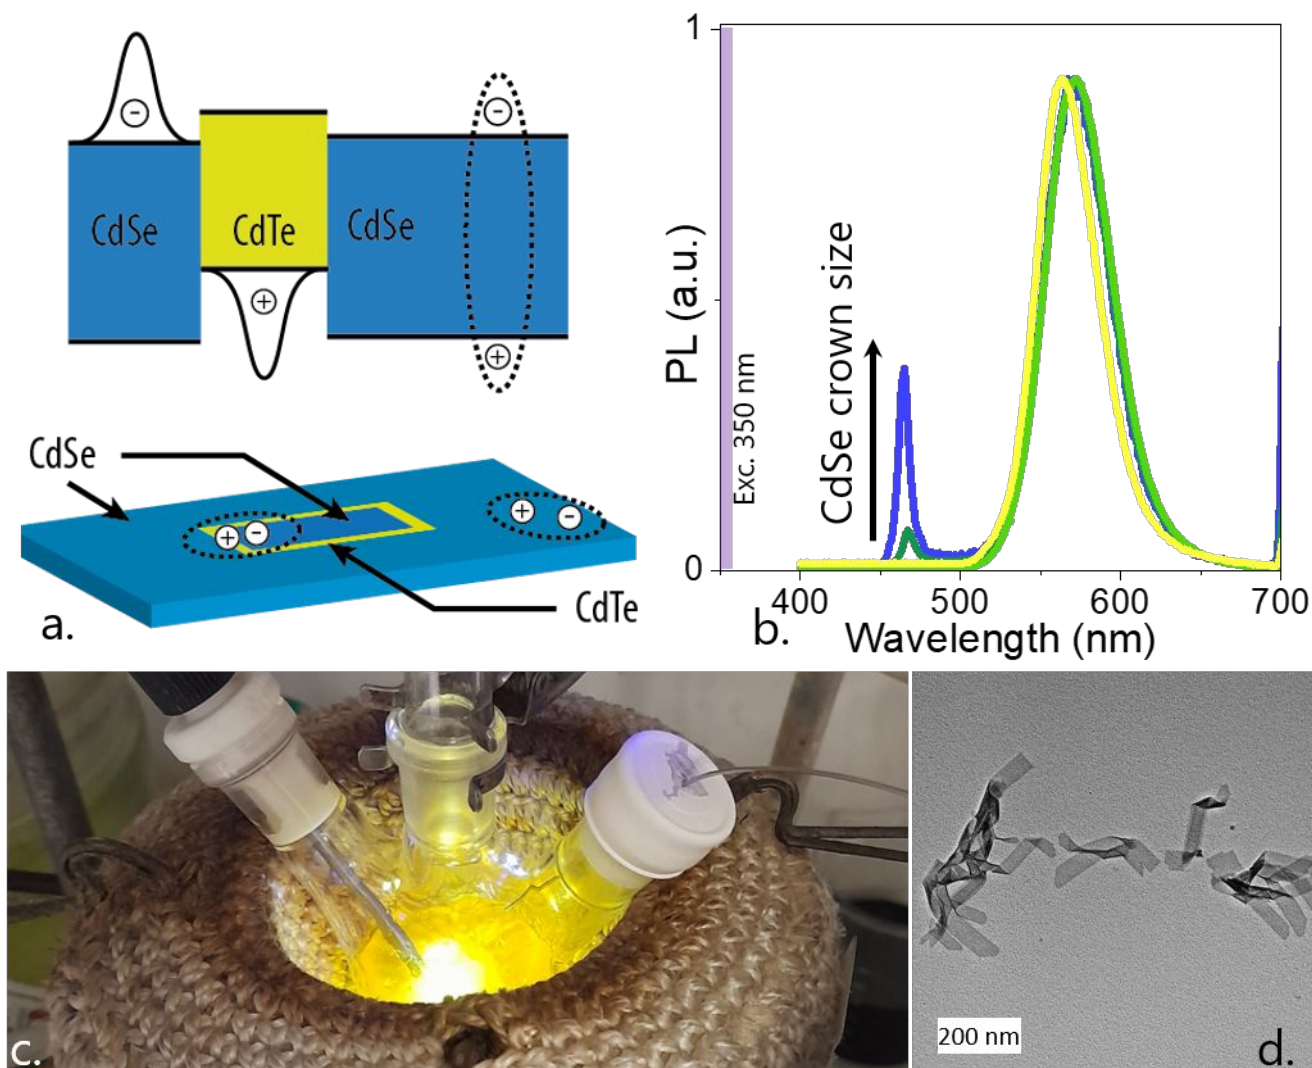 -
-
CdSe
CdTe
CdSe
+
+
CdSe
+ -
+ -
CdTe
a.
1
PL (a.u.)
0
Exc. 350 nm
CdSe crown size
400
500
600
700
b.
Wavelength (nm)
c.
200 nm
d.